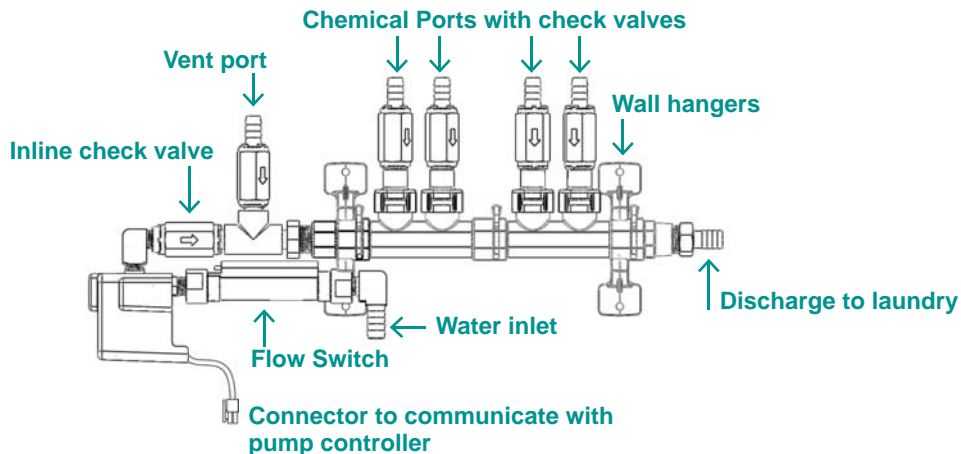 Chemical Ports with check valves
Vent port
Wall hangers
Inline check valve
Discharge to laundry
Water inlet
Flow Switch
Connector to communicate with
pump controller